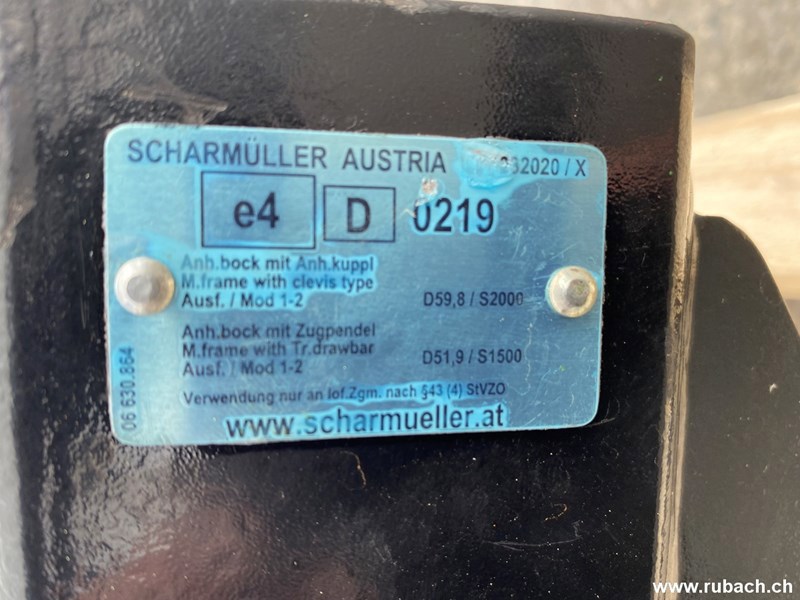 SCHARMÜLLER AUSTRIA
e4 D 0219
Anh.bock mit Anh.kuppl
M.frame with clevis type
Ausf. / Mod 1-2 D59,8 / S2000
Anh.bock mit Zugpendel
M.frame with Tr.drawbar
Ausf. / Mod 1-2 D51,9 / S1500
Verwendung nur an lof.Zgm. nach §43 (4) StVZO
www.scharmueller.at
06 630.864
www.rubach.ch